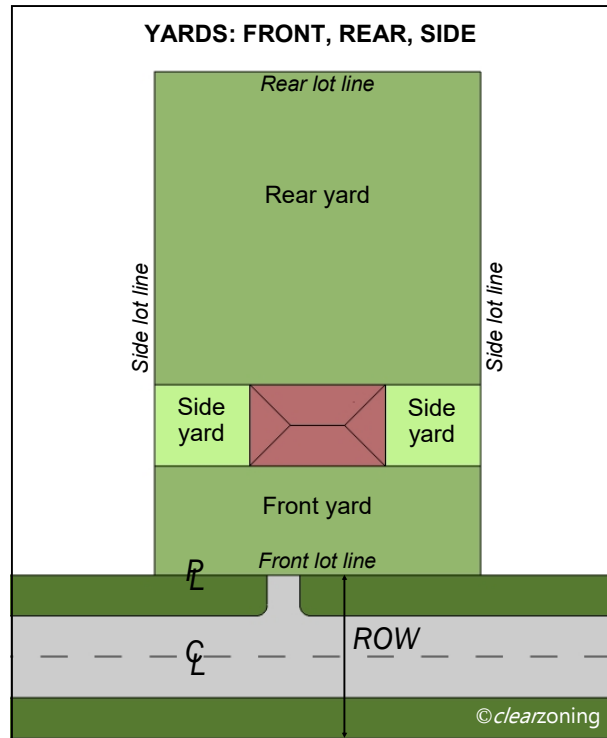 YARDS: FRONT, REAR, SIDE
Rear lot line
Rear yard
Side lot line
Side lot line
Side
yard
Side
yard
Front yard
Front lot line
PL
CL
ROW
©clearzoning